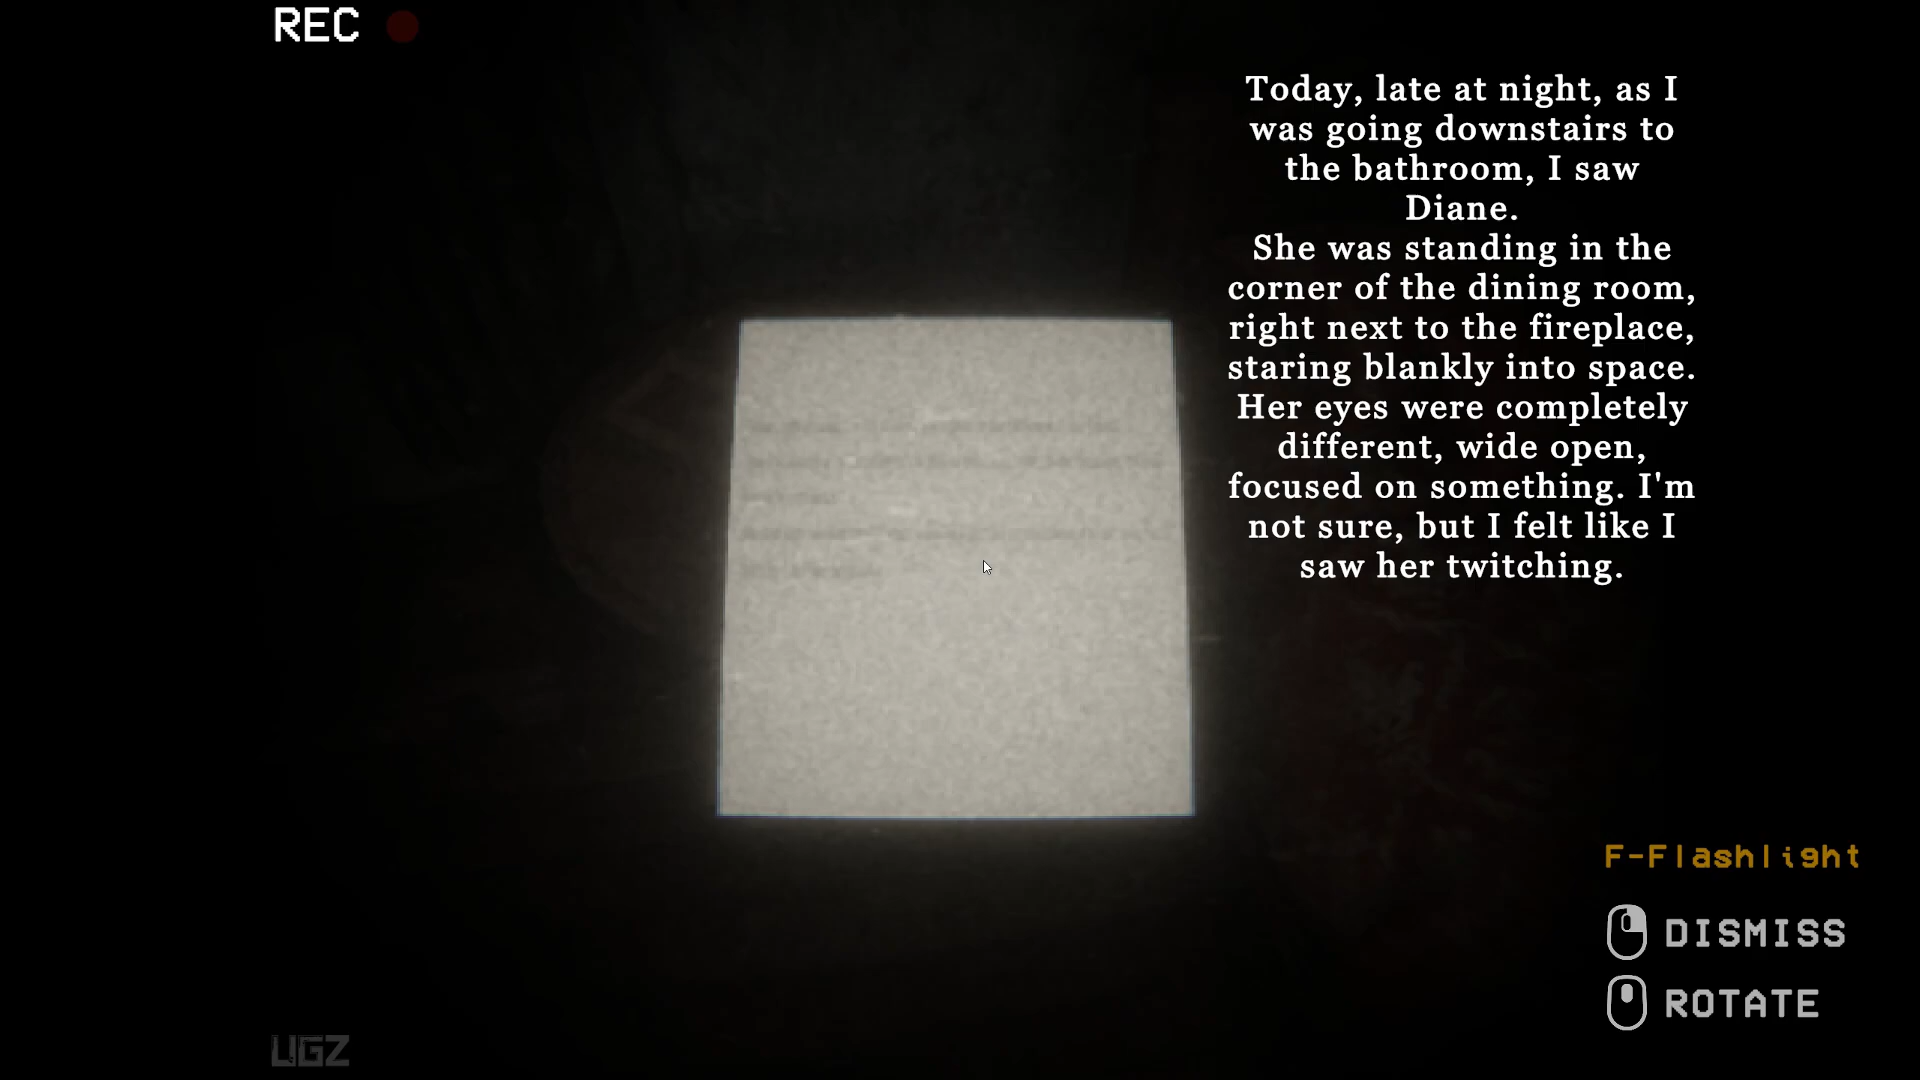 REC
Today, late at night, as I
was going downstairs to
the bathroom, I saw
Diane.
She was standing in the
corner of the dining room,
right next to the fireplace,
staring blankly into space.
Her eyes were completely
different, wide open,
focused on something. I'm
not sure, but I felt like I
saw her twitching.
F-Flashlight
DISMISS
ROTATE
UGZ